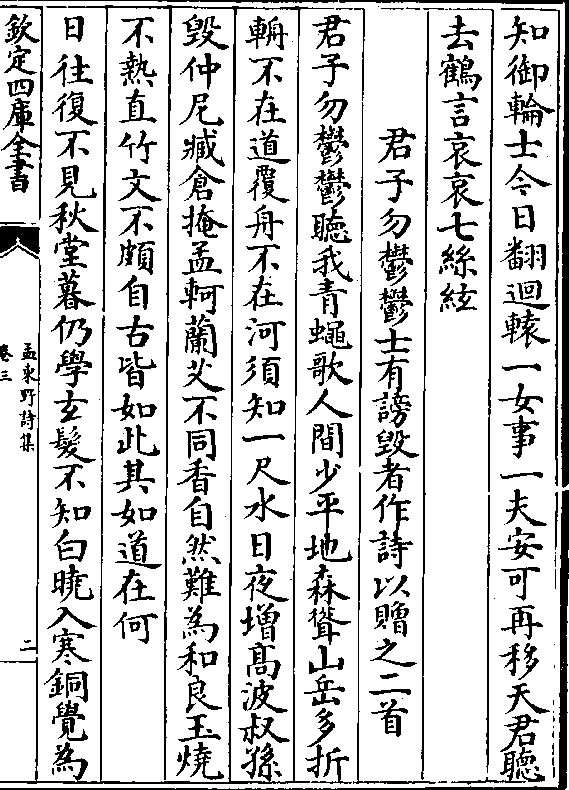 知御輪士今日翻迴轅一女事一夫安可再移天君聽
去鶴言哀哀七絲絃
君子勿鬱鬱士有謗毀者作詩以贈之二首
君子勿鬱鬱聽我青蠅歌人間少平地森聳山岳多折
輈不在道覆舟不在河須知一尺水日夜增高波叔孫
毀仲尼臧倉掩孟軻蘭艾不同香自然難為和良玉燒
不熱直竹文不頗自古皆如此其如道在何
日往復不見秋堂暮仍學玄髮不知白曉入寒銅覺為
欽定四庫全書
孟東野詩集
卷三
二